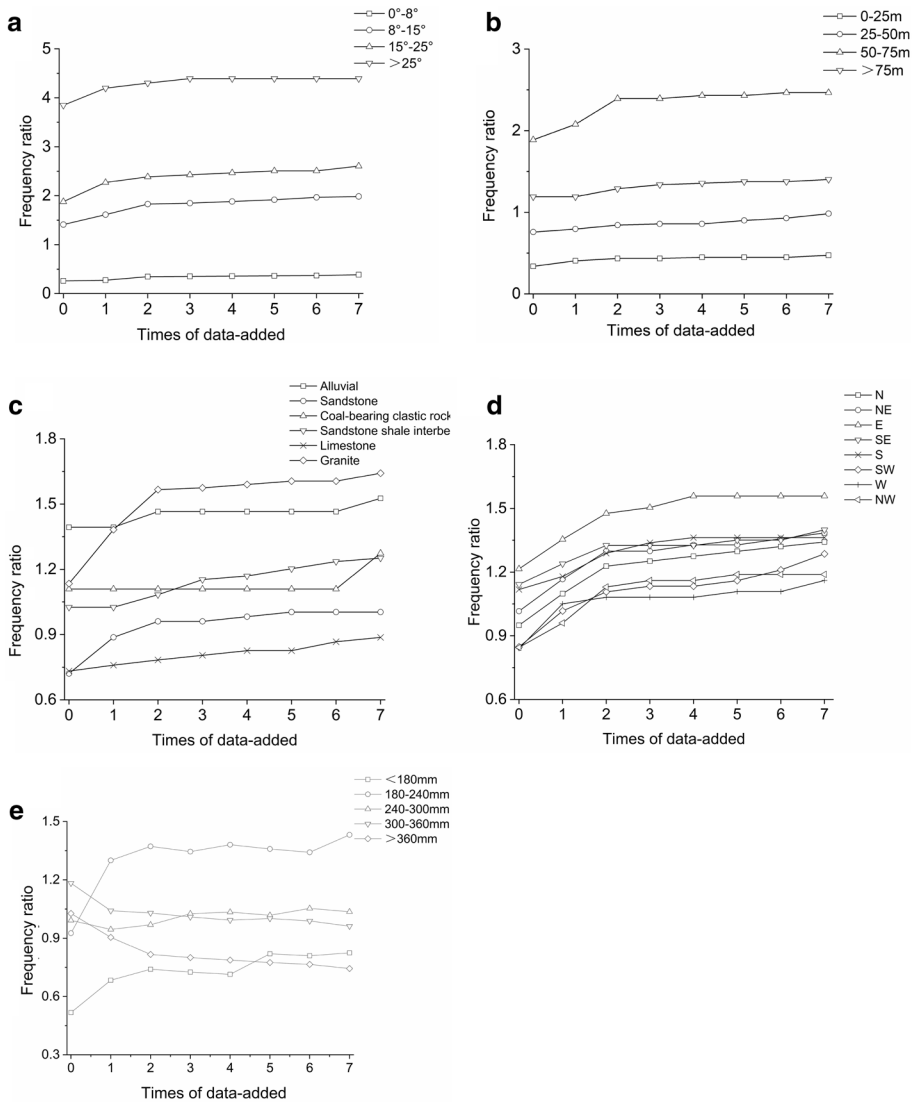 a
0°-8°
8°-15°
15°-25°
＞25°
5
4
3
2
1
0
Frequency ratio
0 1 2 3 4 5 6 7
Times of data-added
b
0-25m
25-50m
50-75m
＞75m
3
2
1
0
Frequency ratio
0 1 2 3 4 5 6 7
Times of data-added
c
Alluvial
Sandstone
Coal-bearing clastic rock
Sandstone shale interbe
Limestone
Granite
1.8
1.5
1.2
0.9
0.6
Frequency ratio
0 1 2 3 4 5 6 7
Times of data-added
d
N
NE
E
SE
S
SW
W
NW
1.8
1.5
1.2
0.9
0.6
Frequency ratio
0 1 2 3 4 5 6 7
Times of data-added
e
＜180mm
180-240mm
240-300mm
300-360mm
＞360mm
1.5
1.2
0.9
0.6
0.3
Frequency ratio
0 1 2 3 4 5 6 7
Times of data-added